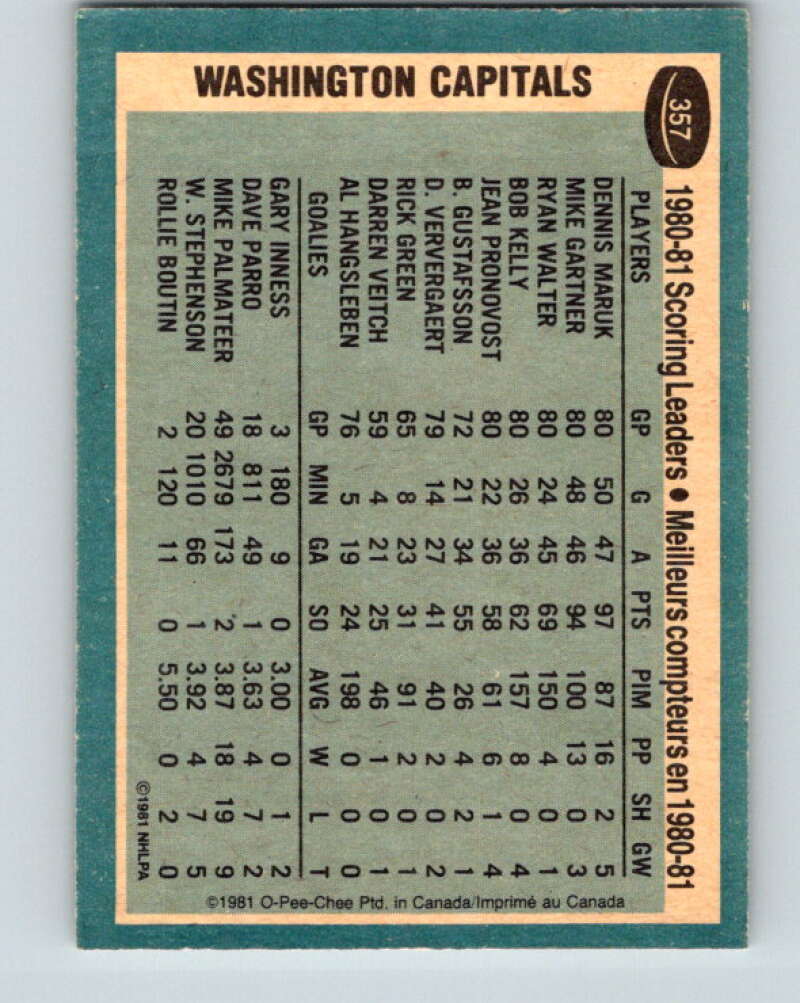 WASHINGTON CAPITALS
357
1980-81 Scoring Leaders • Meilleurs compteurs en 1980-81
PLAYERS GP G A PTS PIM PP SH GW
DENNIS MARUK 80 50 47 97 87 16 2 5
MIKE GARTNER 80 48 46 94 100 13 0 3
RYAN WALTER 80 24 45 69 150 4 0 1
BOB KELLY 80 26 36 62 157 8 0 4
JEAN PRONOVOST 80 22 36 58 61 6 1 4
B. GUSTAFSSON 72 21 34 55 26 4 2 1
D. VERVERGAERT 79 14 27 41 40 2 0 2
RICK GREEN 65 8 23 31 91 2 0 1
DARREN VEITCH 59 4 21 25 46 1 0 1
AL HANGSLEBEN 76 5 19 24 198 0 0 0
GOALIES GP MIN GA SO AVG W L T
GARY INNESS 3 180 9 0 3.00 0 1 2
DAVE PARRO 18 811 49 1 3.63 4 7 2
MIKE PALMATEER 49 2679 173 2 3.87 18 19 9
W. STEPHENSON 20 1010 66 1 3.92 4 7 5
ROLLIE BOUTIN 2 120 11 0 5.50 0 2 0
©1981 NHLPA
©1981 O-Pee-Chee Ptd. in Canada/Imprimé au Canada